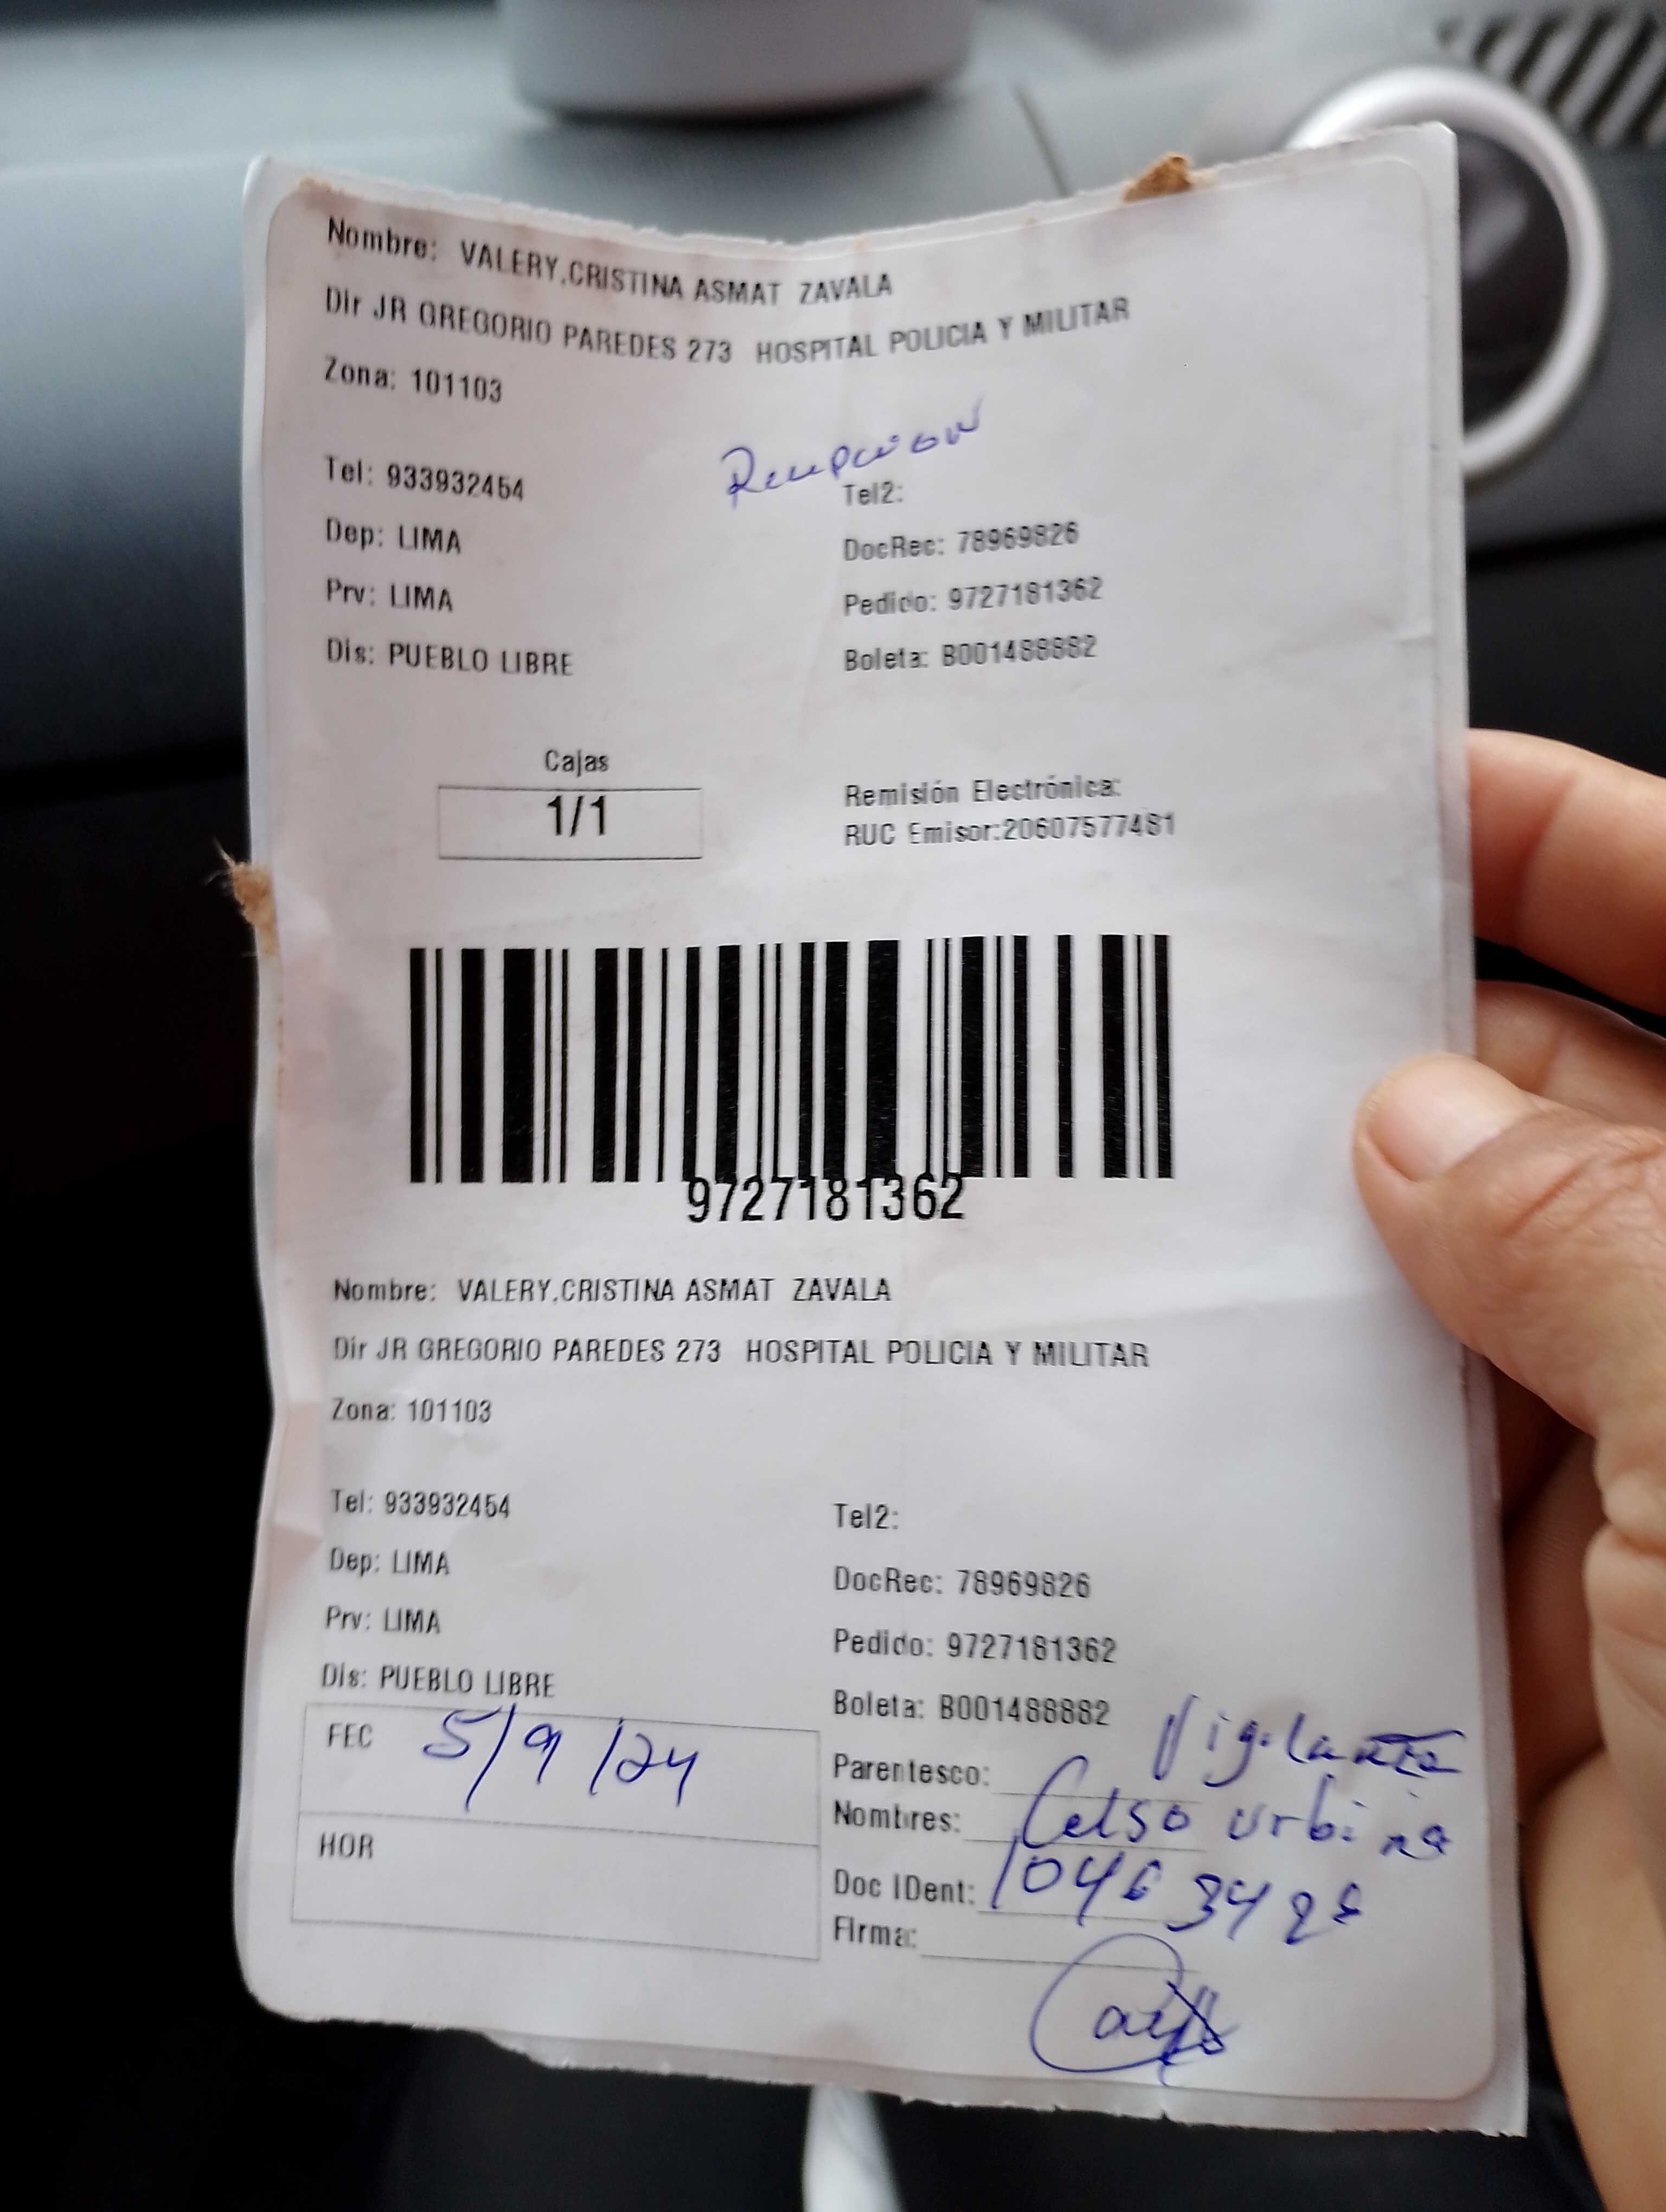 Nombre: VALERY,CRISTINA ASMAT ZAVALA
Dir JR GREGORIO PAREDES 273 HOSPITAL POLICIA Y MILITAR
Zona: 101103
Tel: 933932454
Tel2:
Dep: LIMA
DocRec: 78969826
Prv: LIMA
Pedido: 9727181362
Dis: PUEBLO LIBRE
Boleta: B001488882
Cajas
1/1
Remisión Electrónica:
RUC Emisor:20607577481
9727181362
Nombre: VALERY,CRISTINA ASMAT ZAVALA
Dir JR GREGORIO PAREDES 273 HOSPITAL POLICIA Y MILITAR
Zona: 101103
Tel: 933932454
Tel2:
Dep: LIMA
DocRec: 78969826
Prv: LIMA
Pedido: 9727181362
Dis: PUEBLO LIBRE
Boleta: B001488882
FEC 5/9/24
Parentesco: Vigilanza
Nombres: Celso urbina
HOR
Doc IDent:
Firma: